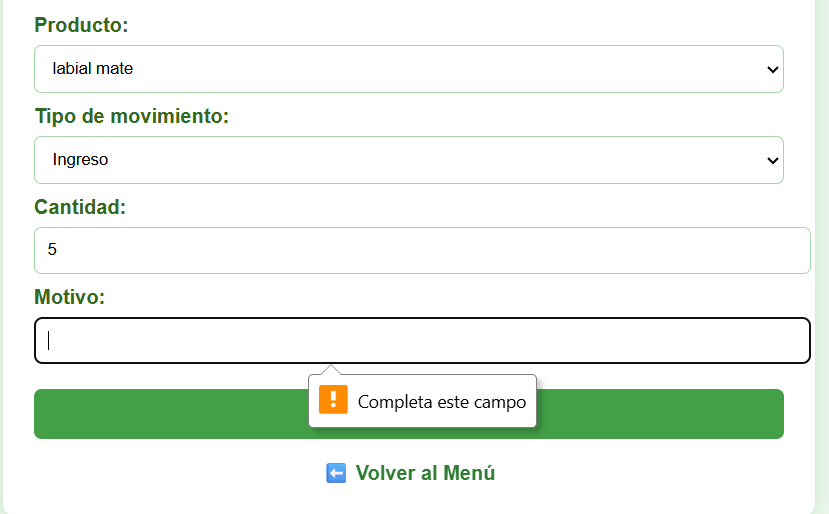 Producto:
labial mate
Tipo de movimiento:
Ingreso
Cantidad:
5
Motivo:
Completa este campo
Volver al Menú